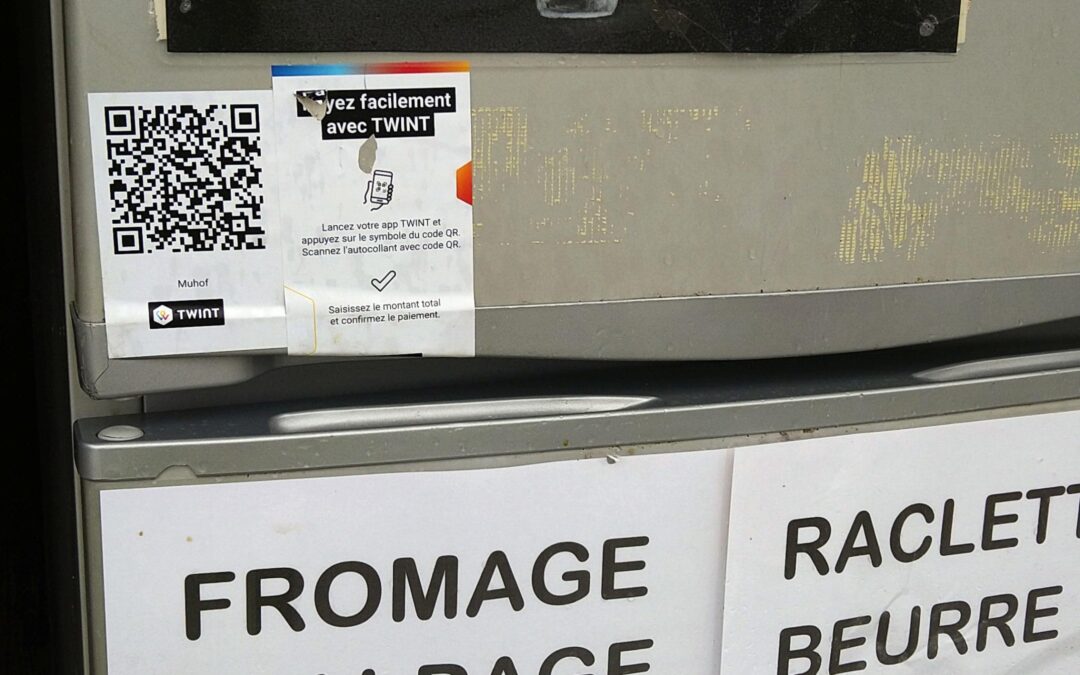 Muhof
TWINT
yez facilement
avec TWINT
Lancez votre app TWINT et
appuyez sur le symbole du code QR.
Scannez l'autocollant avec code QR.
Saisissez le montant total
et confirmez le paiement.
FROMAGE
RACLETT
BEURRE